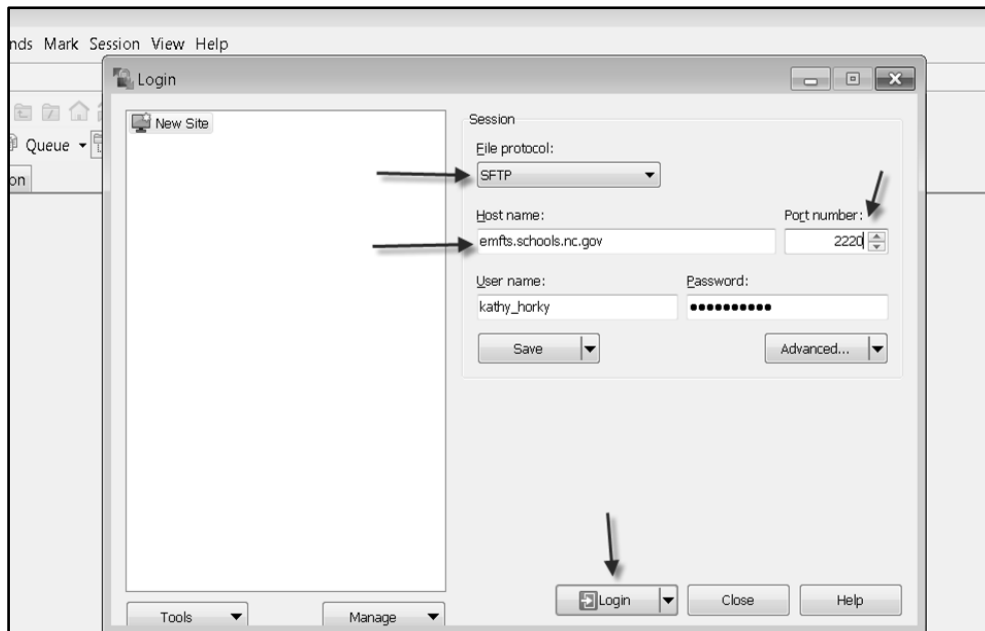 nds Mark Session View Help
Login
Queue
on
New Site
Session
File protocol:
SFTP
Host name: Port number:
emfts.schools.nc.gov 2220
User name: Password:
kathy_horky ●●●●●●●●●●
Save Advanced...
Login Close Help
Tools Manage